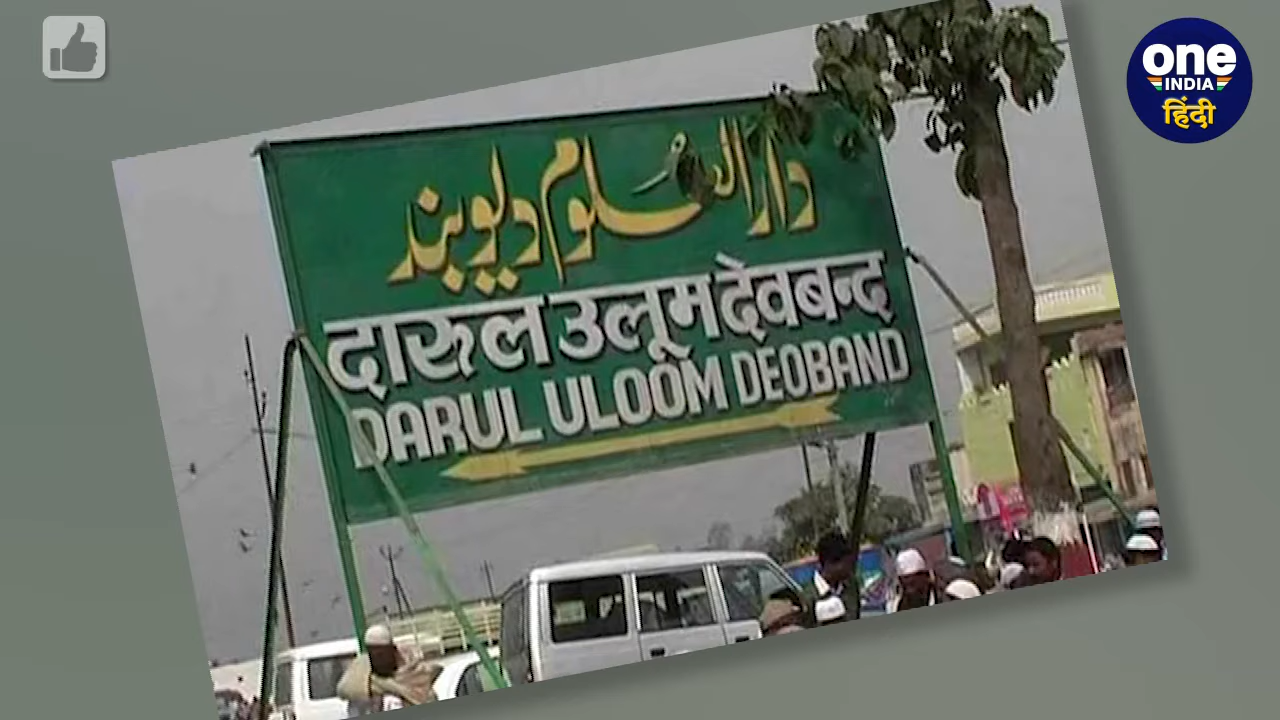 دارالعلوم دیوبند
दारुल उलूम देवबन्द
DARUL ULOOM DEOBAND
one
INDIA
हिंदी